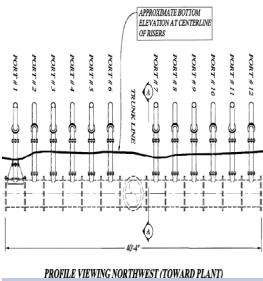 APPROXIMATE BOTTOM
ELEVATION AT CENTERLINE
OF RISERS
PORT # 1
PORT # 2
PORT # 3
PORT # 4
PORT # 5
PORT # 6
TRUNK LINE
PORT # 7
PORT # 8
PORT # 9
PORT # 10
PORT # 11
PORT # 12
A
A
40'-4"
PROFILE VIEWING NORTHWEST (TOWARD PLANT)